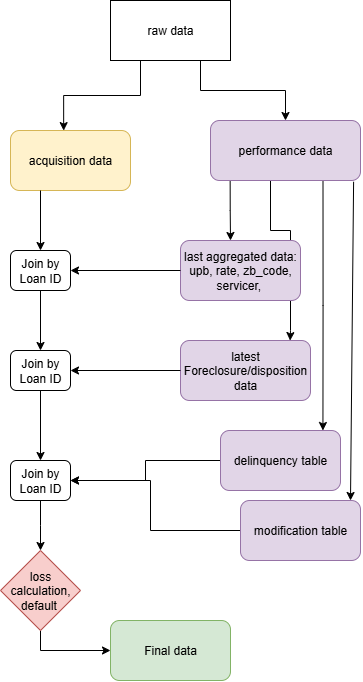 raw data
acquisition data
performance data
last aggregated data:
upb, rate, zb_code,
servicer,
Join by
Loan ID
latest
Foreclosure/disposition
data
Join by
Loan ID
delinquency table
Join by
Loan ID
modification table
loss
calculation,
default
Final data